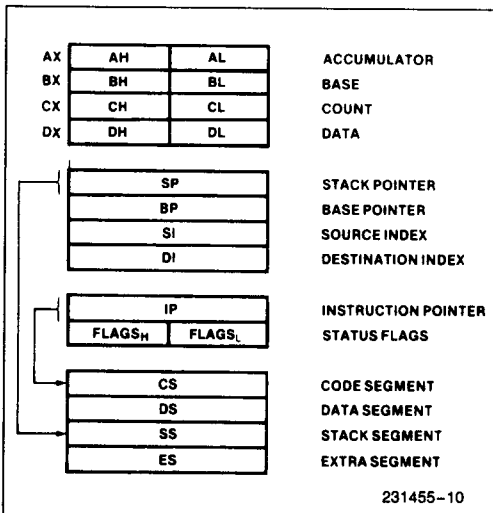 AX AH AL ACCUMULATOR
BX BH BL BASE
CX CH CL COUNT
DX DH DL DATA
SP STACK POINTER
BP BASE POINTER
SI SOURCE INDEX
DI DESTINATION INDEX
IP INSTRUCTION POINTER
FLAGSH FLAGSL STATUS FLAGS
CS CODE SEGMENT
DS DATA SEGMENT
SS STACK SEGMENT
ES EXTRA SEGMENT
231455-10